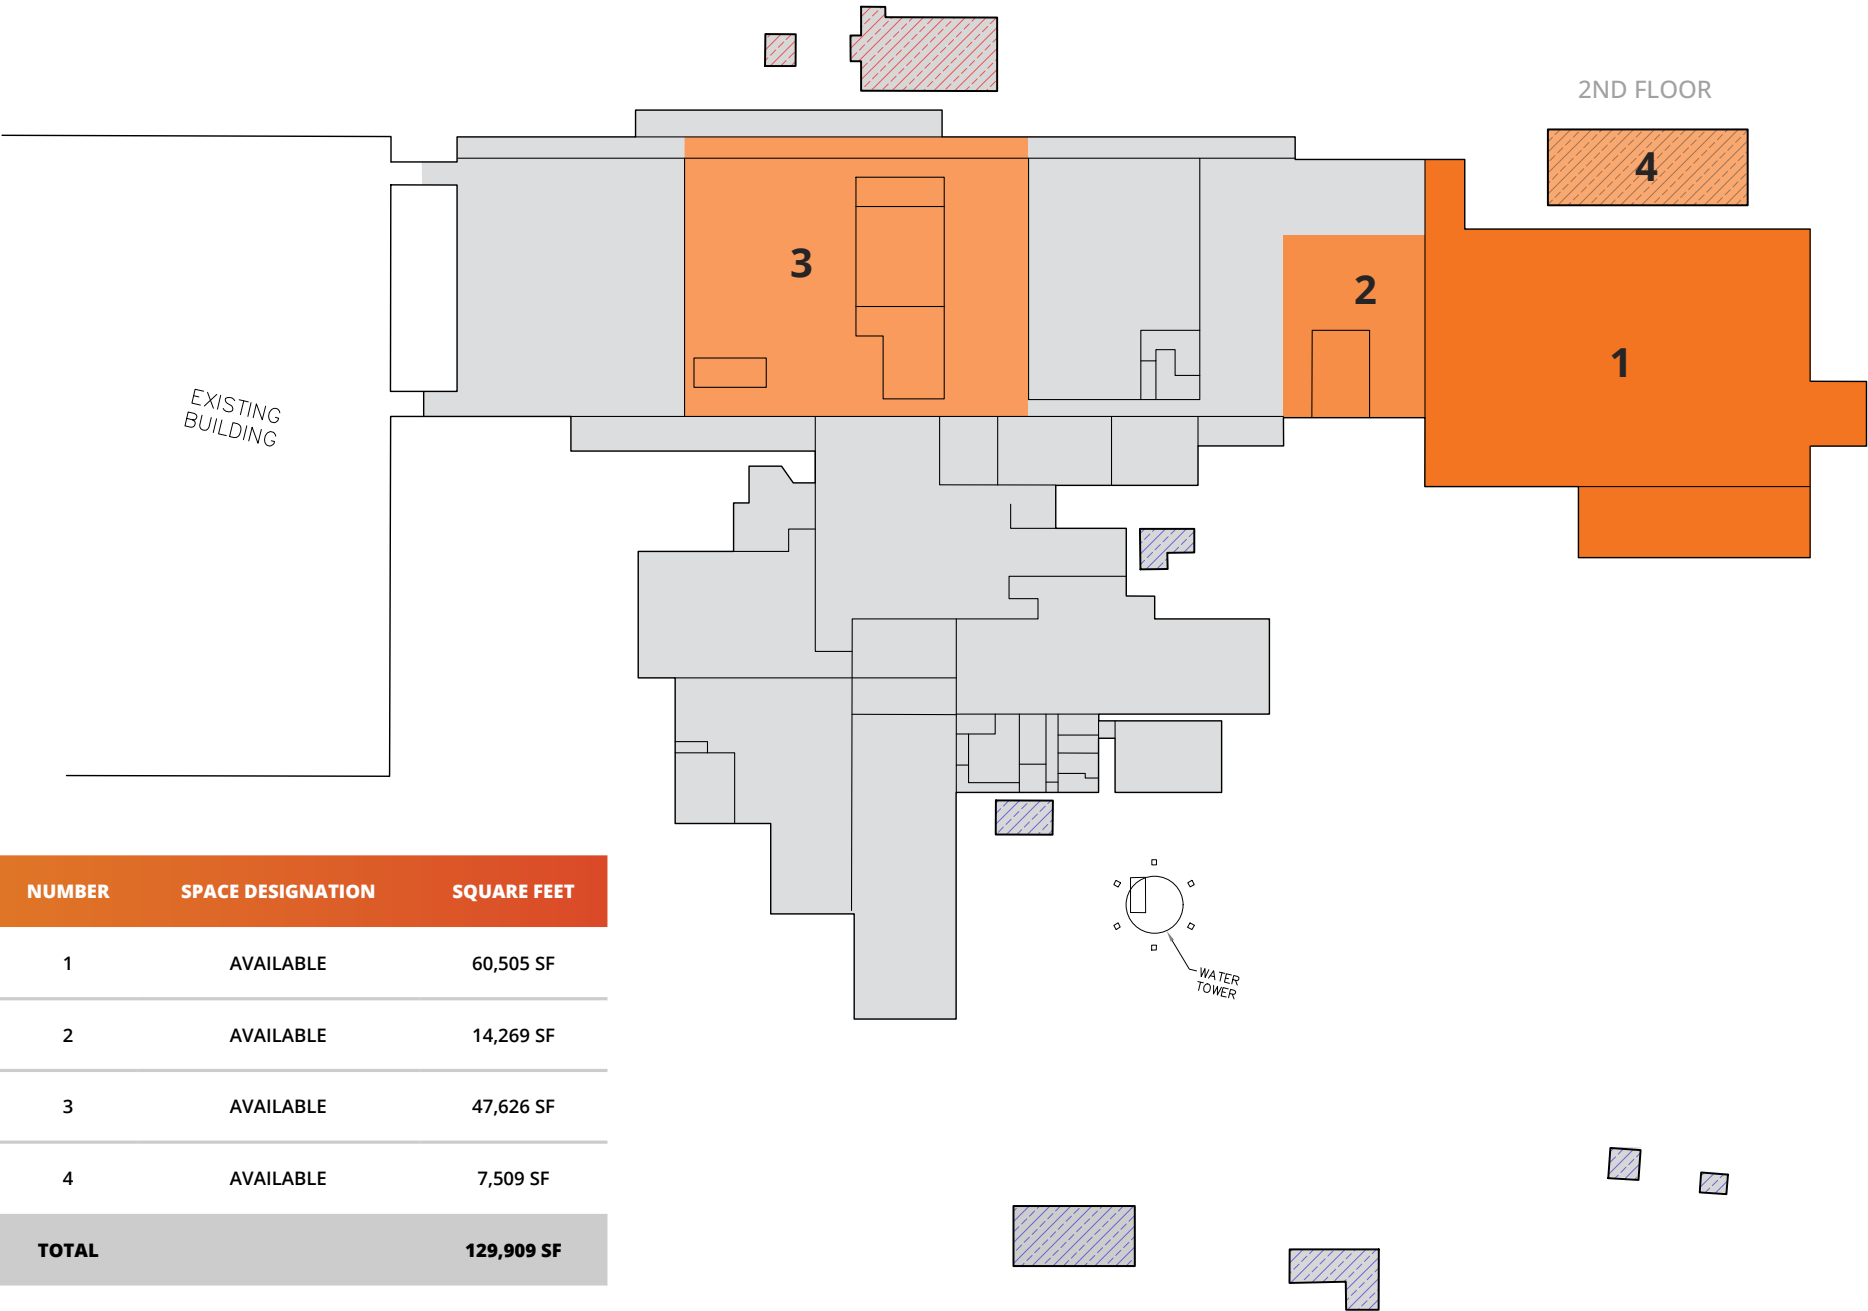 2ND FLOOR
4
3
2
1
EXISTING
BUILDING
WATER
TOWER
NUMBER SPACE DESIGNATION SQUARE FEET
1 AVAILABLE 60,505 SF
2 AVAILABLE 14,269 SF
3 AVAILABLE 47,626 SF
4 AVAILABLE 7,509 SF
TOTAL 129,909 SF